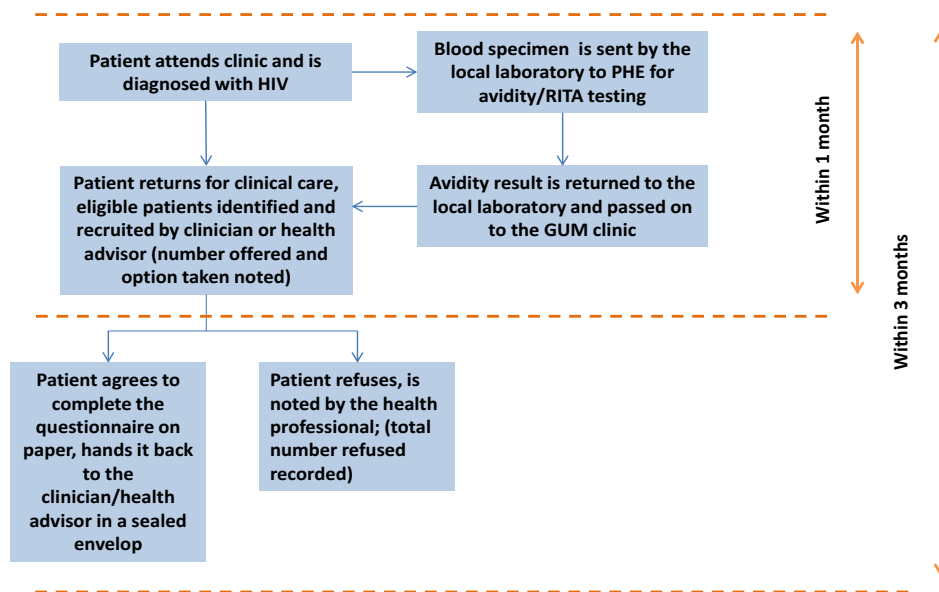 Patient attends clinic and is
diagnosed with HIV
Blood specimen is sent by the
local laboratory to PHE for
avidity/RITA testing
Patient returns for clinical care,
eligible patients identified and
recruited by clinician or health
advisor (number offered and
option taken noted)
Avidity result is returned to the
local laboratory and passed on
to the GUM clinic
Within 1 month
Within 3 months
Patient agrees to
complete the
questionnaire on
paper, hands it back
to the
clinician/health
advisor in a sealed
envelop
Patient refuses, is
noted by the health
professional; (total
number refused
recorded)